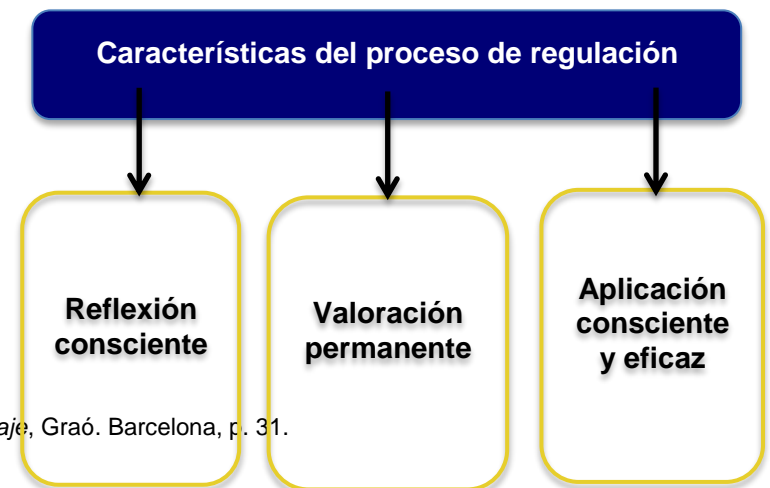 Características del proceso de regulación
Reflexión
consciente
Valoración
permanente
Aplicación
consciente
y eficaz
aje, Graó. Barcelona, p. 31.